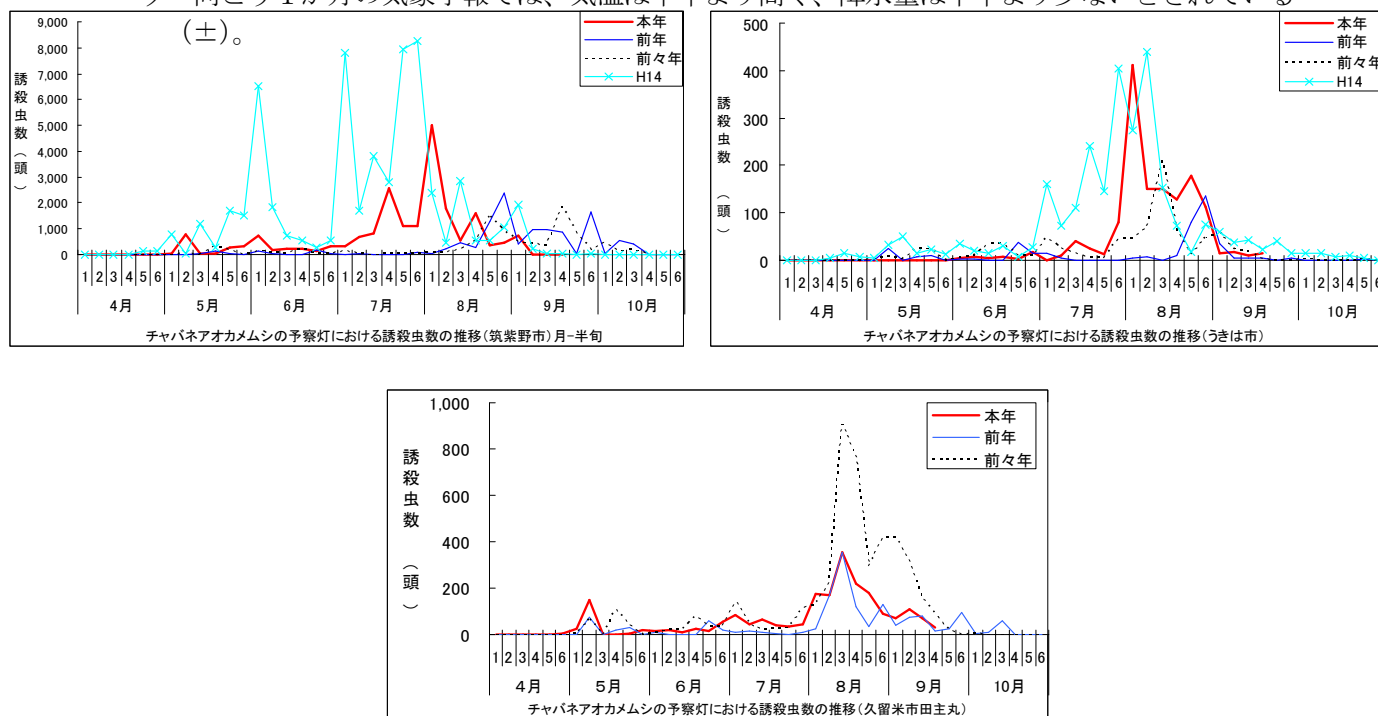 (±)。
本年
前年
前々年
H14
誘殺虫数（頭）
9,000
8,000
7,000
6,000
5,000
4,000
3,000
2,000
1,000
0
1 2 3 4 5 6 1 2 3 4 5 6 1 2 3 4 5 6 1 2 3 4 5 6 1 2 3 4 5 6 1 2 3 4 5 6 1 2 3 4 5 6
4月 5月 6月 7月 8月 9月 10月
チャバネアオカメムシの予察灯における誘殺虫数の推移(筑紫野市)月-半旬
本年
前年
前々年
H14
誘殺虫数（頭）
500
400
300
200
100
0
1 2 3 4 5 6 1 2 3 4 5 6 1 2 3 4 5 6 1 2 3 4 5 6 1 2 3 4 5 6 1 2 3 4 5 6 1 2 3 4 5 6
4月 5月 6月 7月 8月 9月 10月
チャバネアオカメムシの予察灯における誘殺虫数の推移(うきは市)
本年
前年
前々年
誘殺虫数（頭）
1,000
800
600
400
200
0
1 2 3 4 5 6 1 2 3 4 5 6 1 2 3 4 5 6 1 2 3 4 5 6 1 2 3 4 5 6 1 2 3 4 5 6 1 2 3 4 5 6
4月 5月 6月 7月 8月 9月 10月
チャバネアオカメムシの予察灯における誘殺虫数の推移(久留米市田主丸)